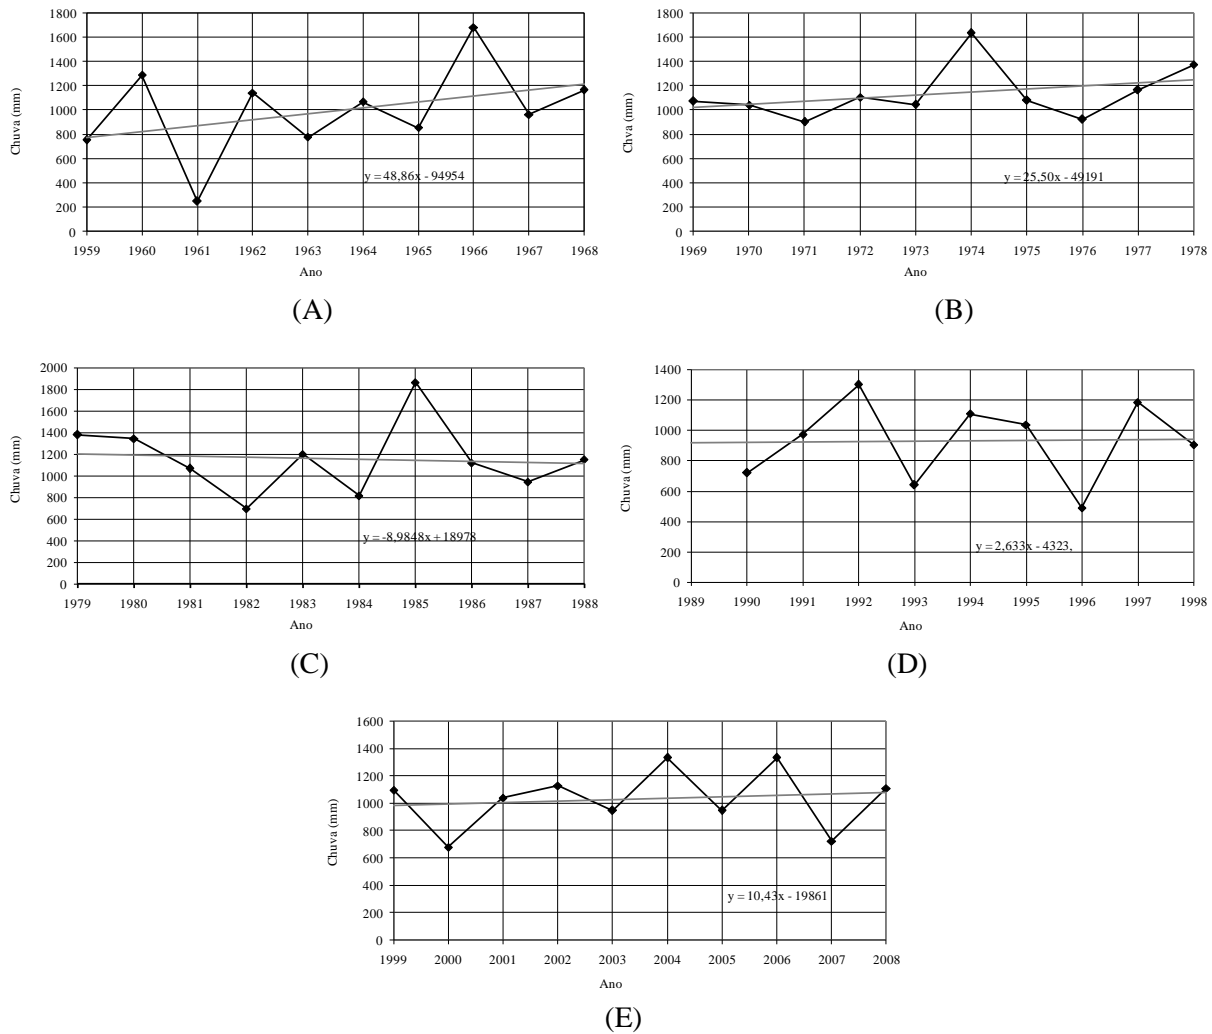 1800
1600
1400
1200
1000
800
600
400
200
0
Chuva (mm)
y = 48,86x - 94954
1959 1960 1961 1962 1963 1964 1965 1966 1967 1968
Ano
(A)
1800
1600
1400
1200
1000
800
600
400
200
0
Chva (mm)
y = 25,50x - 49191
1969 1970 1971 1972 1973 1974 1975 1976 1977 1978
Ano
(B)
2000
1800
1600
1400
1200
1000
800
600
400
200
0
Chuva (mm)
y = -8,9848x + 18978
1979 1980 1981 1982 1983 1984 1985 1986 1987 1988
Ano
(C)
1400
1200
1000
800
600
400
200
0
Chuva (mm)
y = 2,633x - 4323,
1989 1990 1991 1992 1993 1994 1995 1996 1997 1998
Ano
(D)
1600
1400
1200
1000
800
600
400
200
0
Chuva (mm)
y = 10,43x - 19861
1999 2000 2001 2002 2003 2004 2005 2006 2007 2008
Ano
(E)